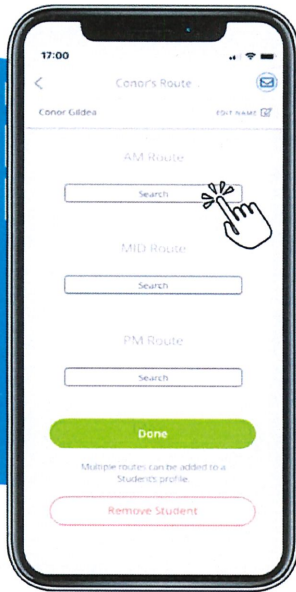 17:00
Conor's Route
Conor Gildea
EDIT NAME
AM Route
Search
MID Route
Search
PM Route
Search
Done
Multiple routes can be added to a
Student's profile.
Remove Student